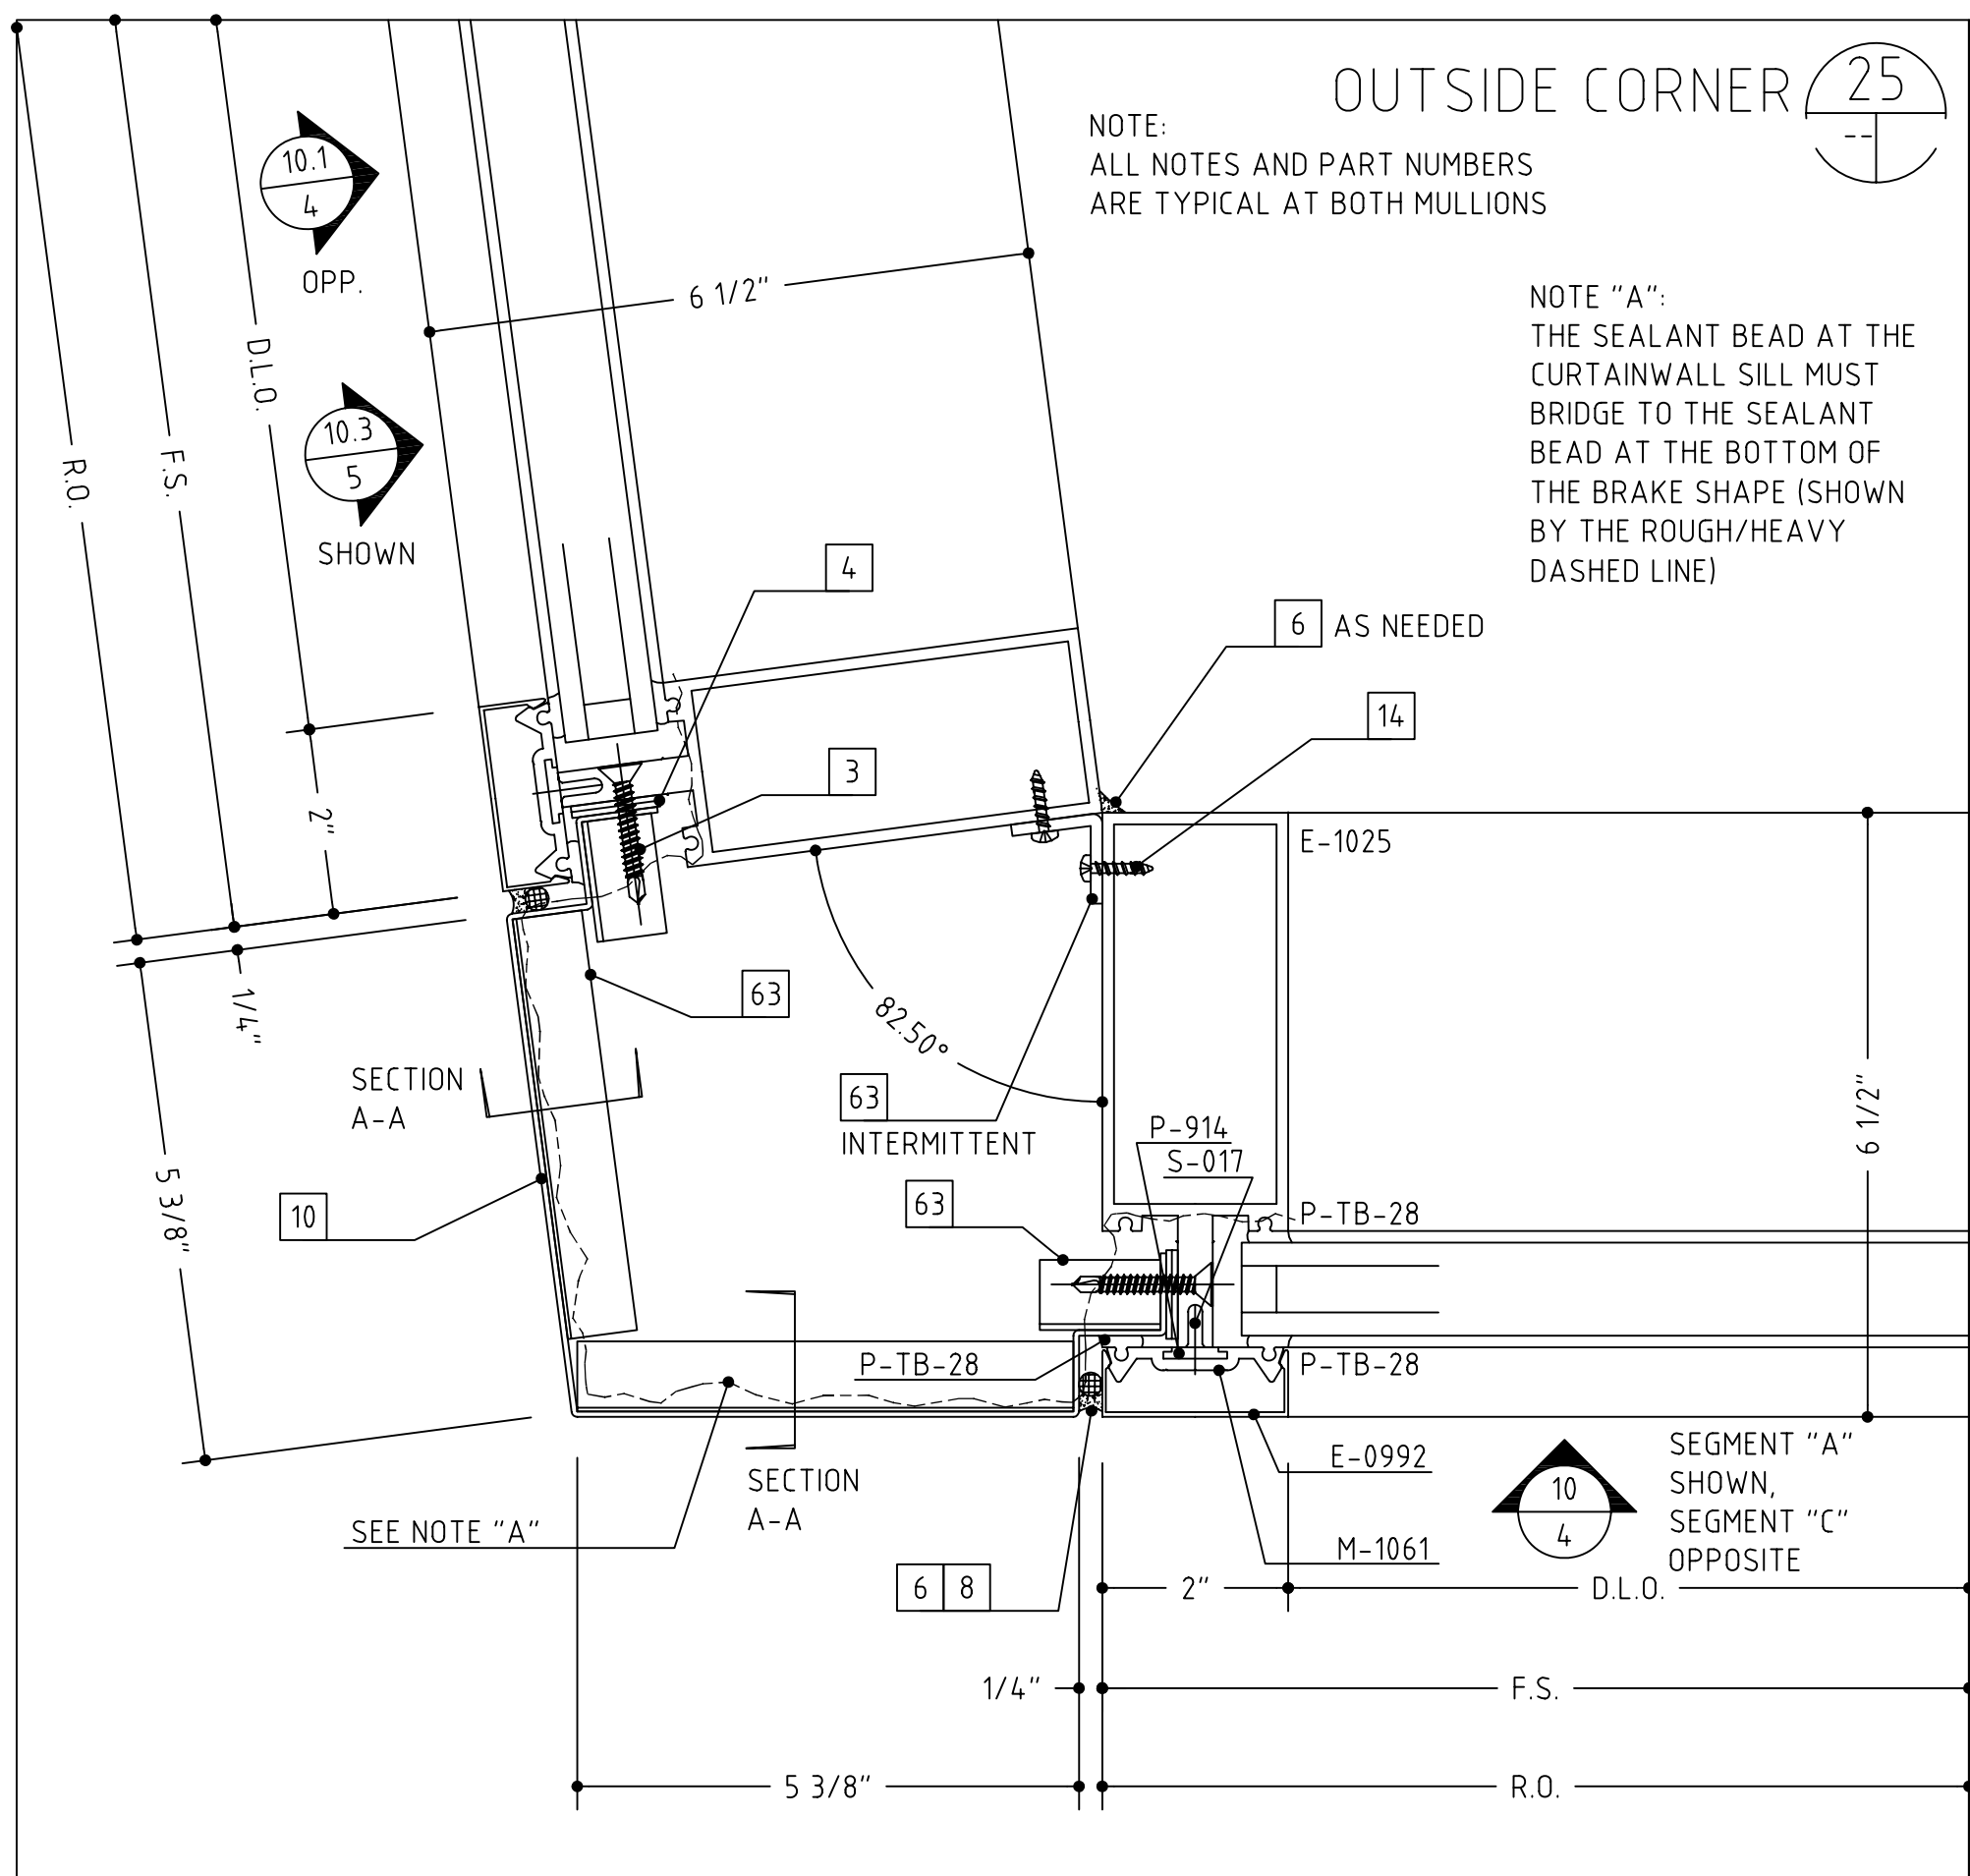 OUTSIDE CORNER
25
--
NOTE:
ALL NOTES AND PART NUMBERS
ARE TYPICAL AT BOTH MULLIONS
10.1
4
OPP.
6 1/2"
NOTE "A":
THE SEALANT BEAD AT THE
CURTAINWALL SILL MUST
BRIDGE TO THE SEALANT
BEAD AT THE BOTTOM OF
THE BRAKE SHAPE (SHOWN
BY THE ROUGH/HEAVY
DASHED LINE)
D.L.O.
F.S.
R.O.
10.3
5
SHOWN
4
6 AS NEEDED
14
3
2"
E-1025
63
1/4"
82.50°
SECTION
A-A
63
INTERMITTENT
P-914
S-017
6 1/2"
5 3/8"
10
63
P-TB-28
P-TB-28
P-TB-28
SECTION
A-A
SEE NOTE "A"
E-0992
M-1061
10
4
SEGMENT "A"
SHOWN,
SEGMENT "C"
OPPOSITE
6 8
2"
D.L.O.
1/4"
F.S.
5 3/8"
R.O.